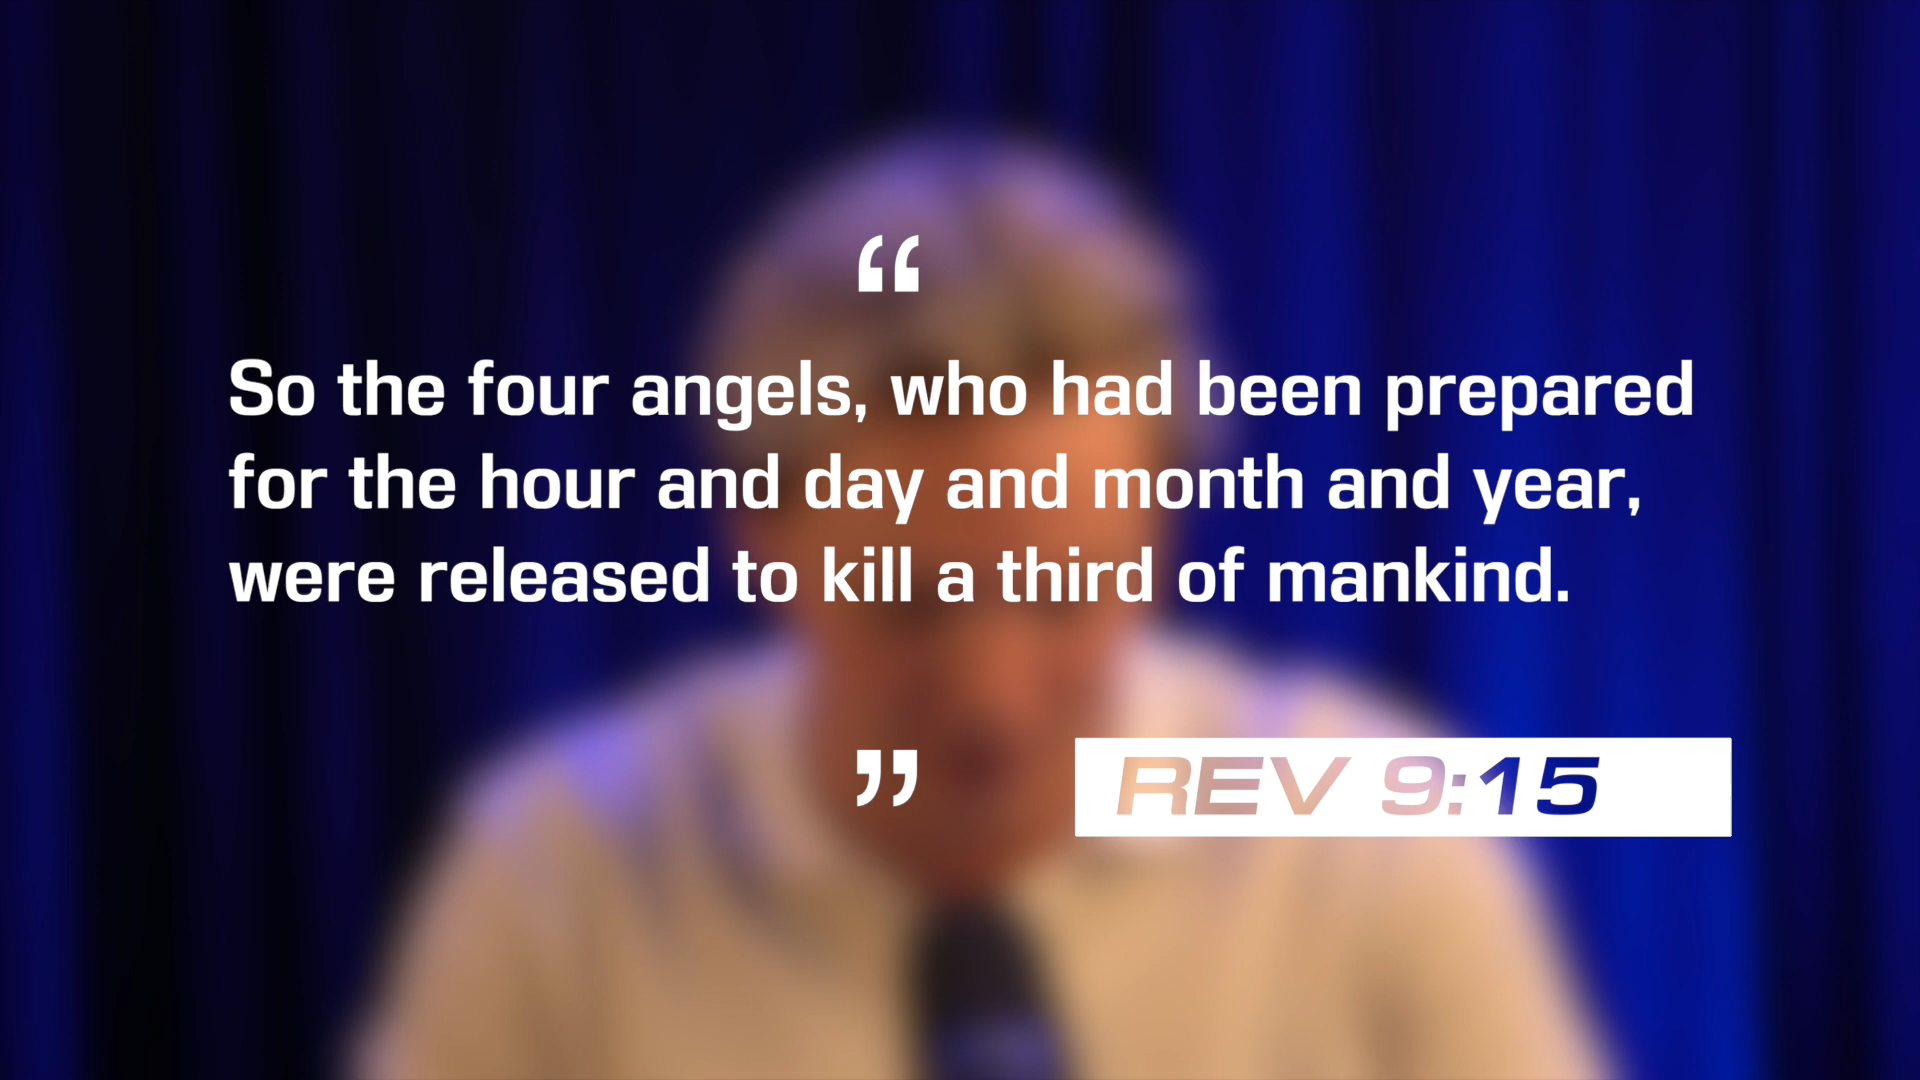 “
So the four angels, who had been prepared
for the hour and day and month and year,
were released to kill a third of mankind.
”
REV 9:15